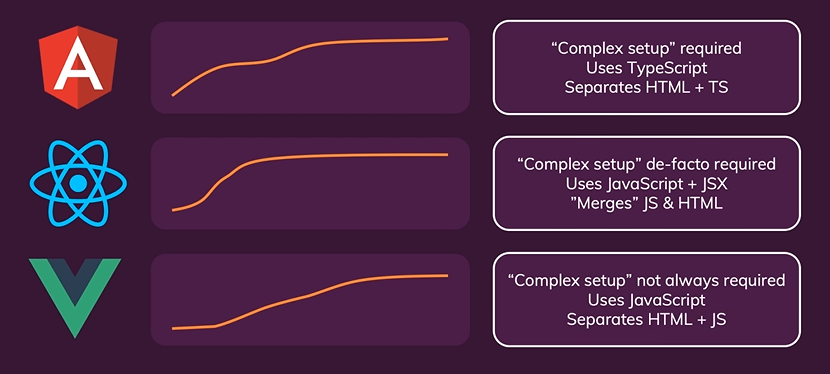 A
“Complex setup” required
Uses TypeScript
Separates HTML + TS
“Complex setup” de-facto required
Uses JavaScript + JSX
”Merges” JS & HTML
“Complex setup” not always required
Uses JavaScript
Separates HTML + JS